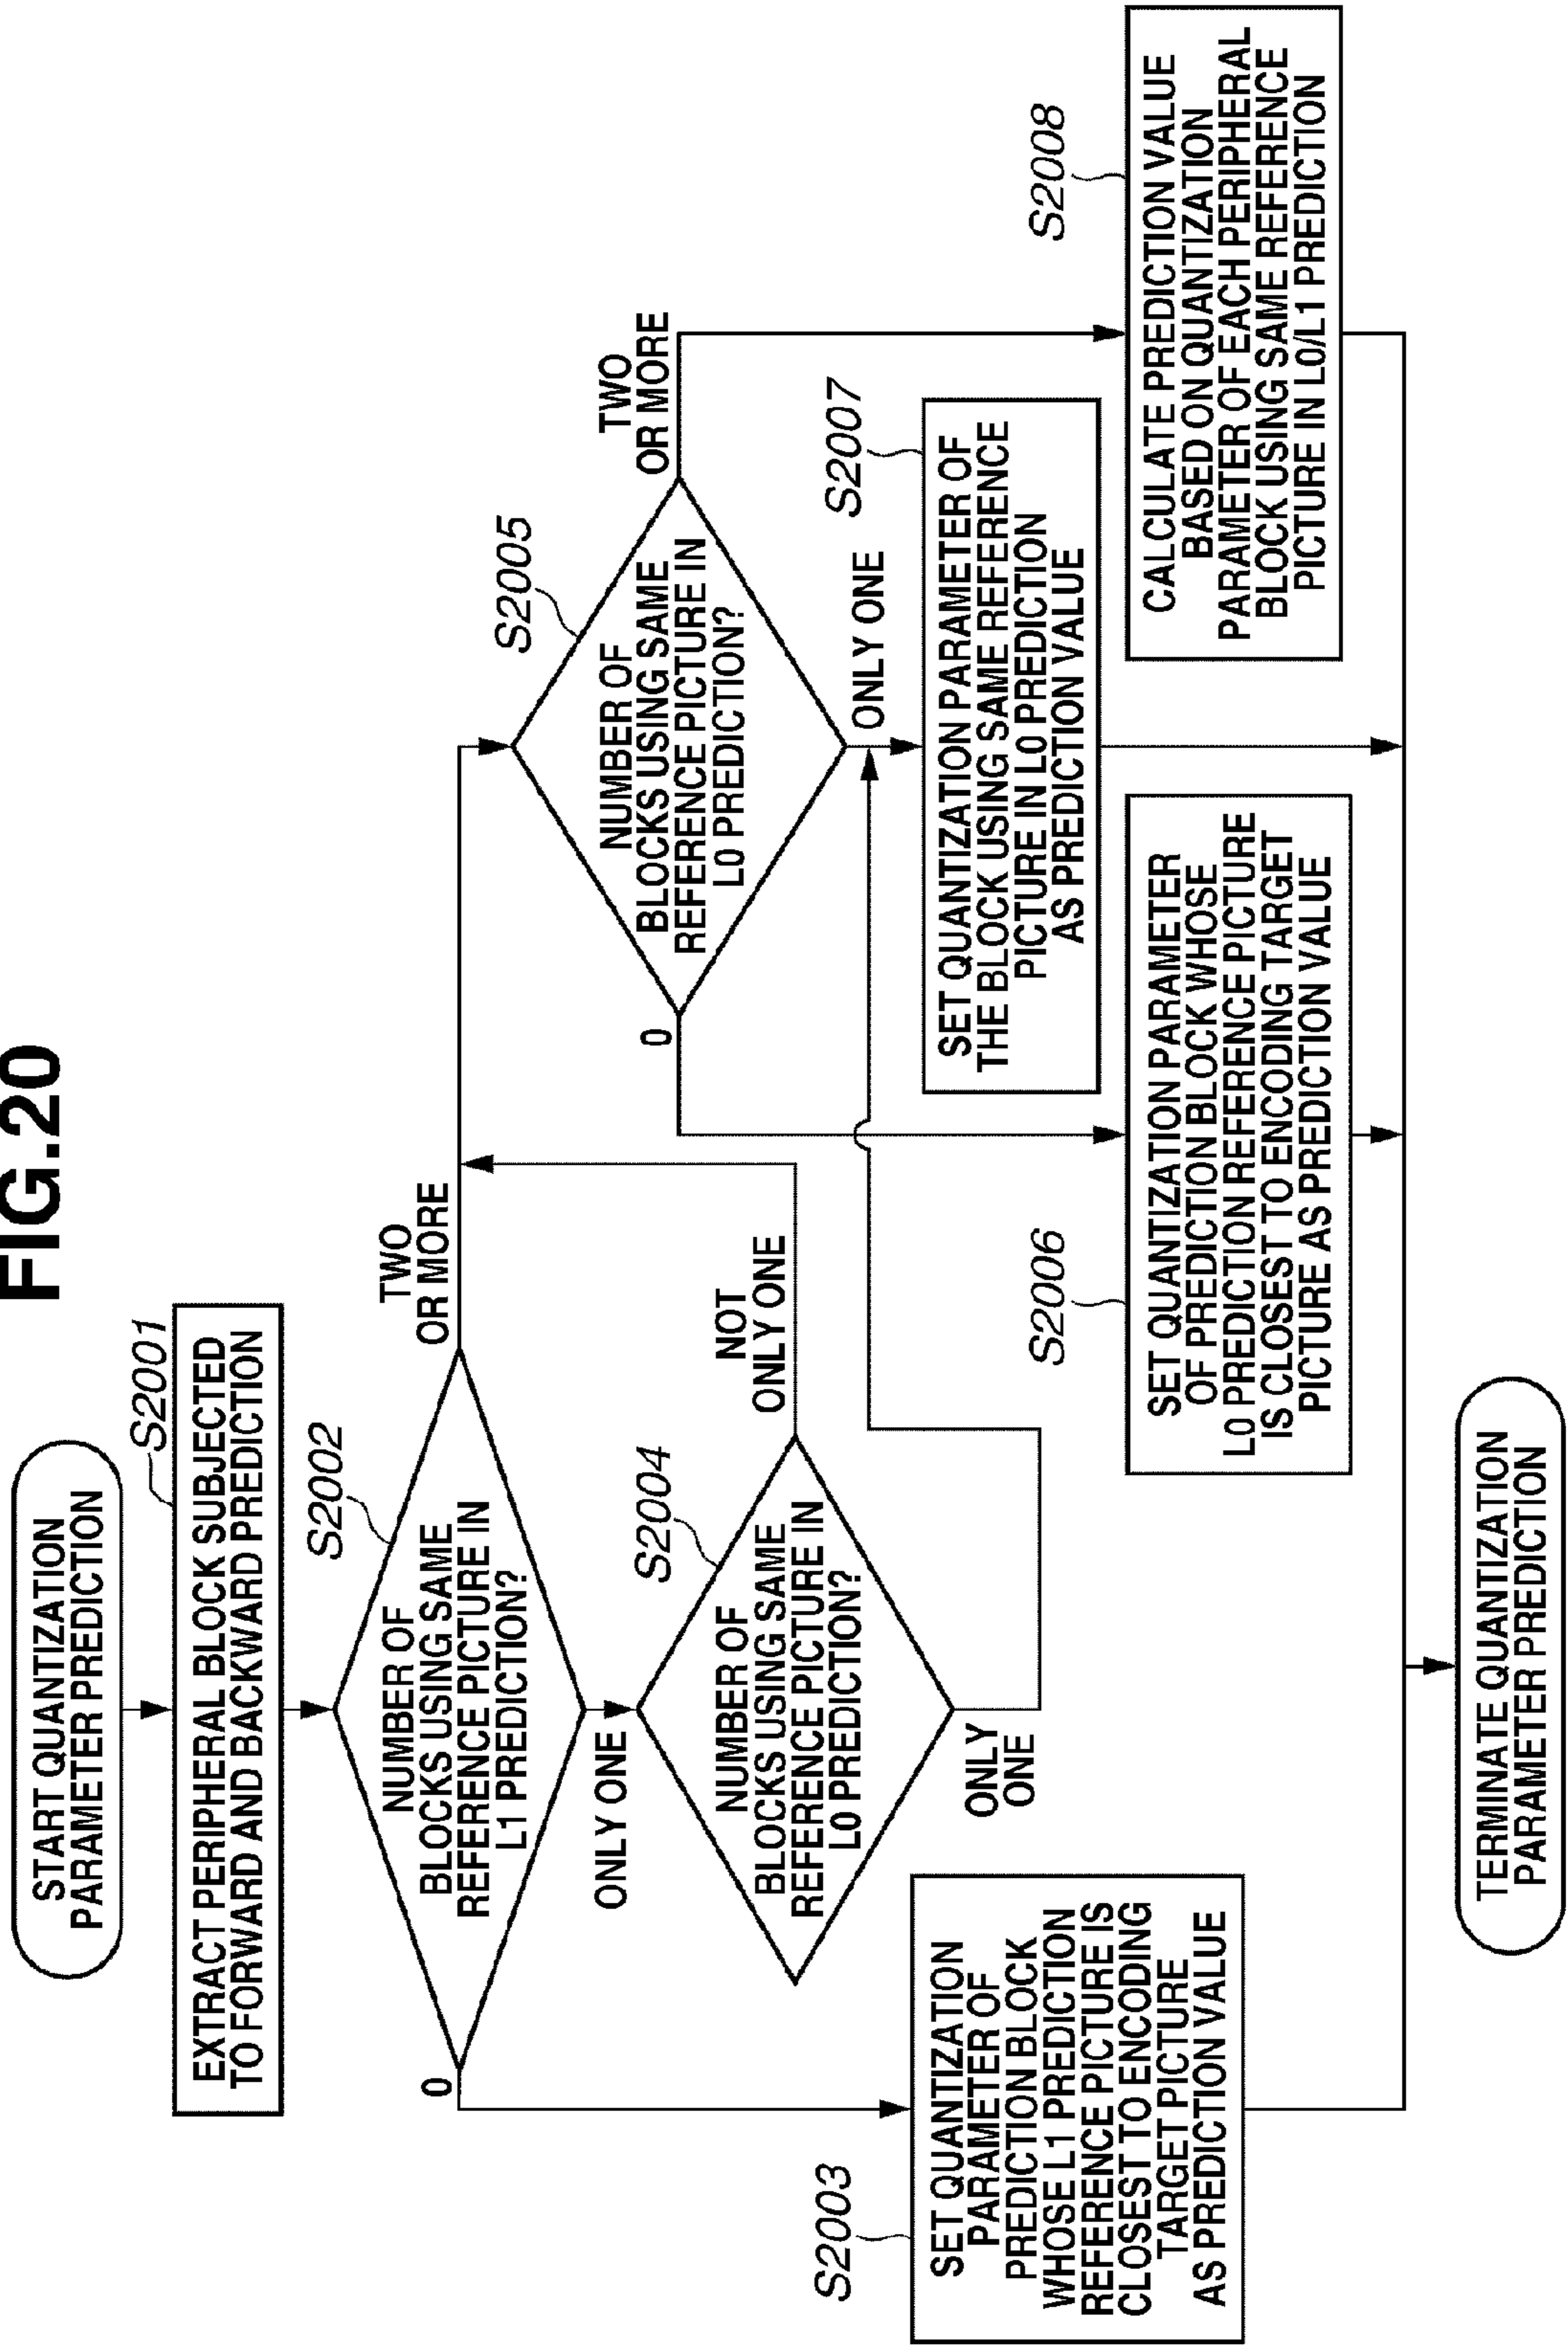 FIG.20
START QUANTIZATION
PARAMETER PREDICTION
S2001
EXTRACT PERIPHERAL BLOCK SUBJECTED
TO FORWARD AND BACKWARD PREDICTION
S2002
NUMBER OF
BLOCKS USING SAME
REFERENCE PICTURE IN
L1 PREDICTION?
0
ONLY ONE
TWO
OR MORE
S2003
SET QUANTIZATION
PARAMETER OF
PREDICTION BLOCK
WHOSE L1 PREDICTION
REFERENCE PICTURE IS
CLOSEST TO ENCODING
TARGET PICTURE
AS PREDICTION VALUE
S2004
NUMBER OF
BLOCKS USING SAME
REFERENCE PICTURE IN
L0 PREDICTION?
ONLY
ONE
NOT
ONLY ONE
S2005
NUMBER OF
BLOCKS USING SAME
REFERENCE PICTURE IN
L0 PREDICTION?
0
ONLY ONE
TWO
OR MORE
S2006
SET QUANTIZATION PARAMETER
OF PREDICTION BLOCK WHOSE
L0 PREDICTION REFERENCE PICTURE
IS CLOSEST TO ENCODING TARGET
PICTURE AS PREDICTION VALUE
S2007
SET QUANTIZATION PARAMETER OF
THE BLOCK USING SAME REFERENCE
PICTURE IN L0 PREDICTION
AS PREDICTION VALUE
S2008
CALCULATE PREDICTION VALUE
BASED ON QUANTIZATION
PARAMETER OF EACH PERIPHERAL
BLOCK USING SAME REFERENCE
PICTURE IN L0/L1 PREDICTION
TERMINATE QUANTIZATION
PARAMETER PREDICTION